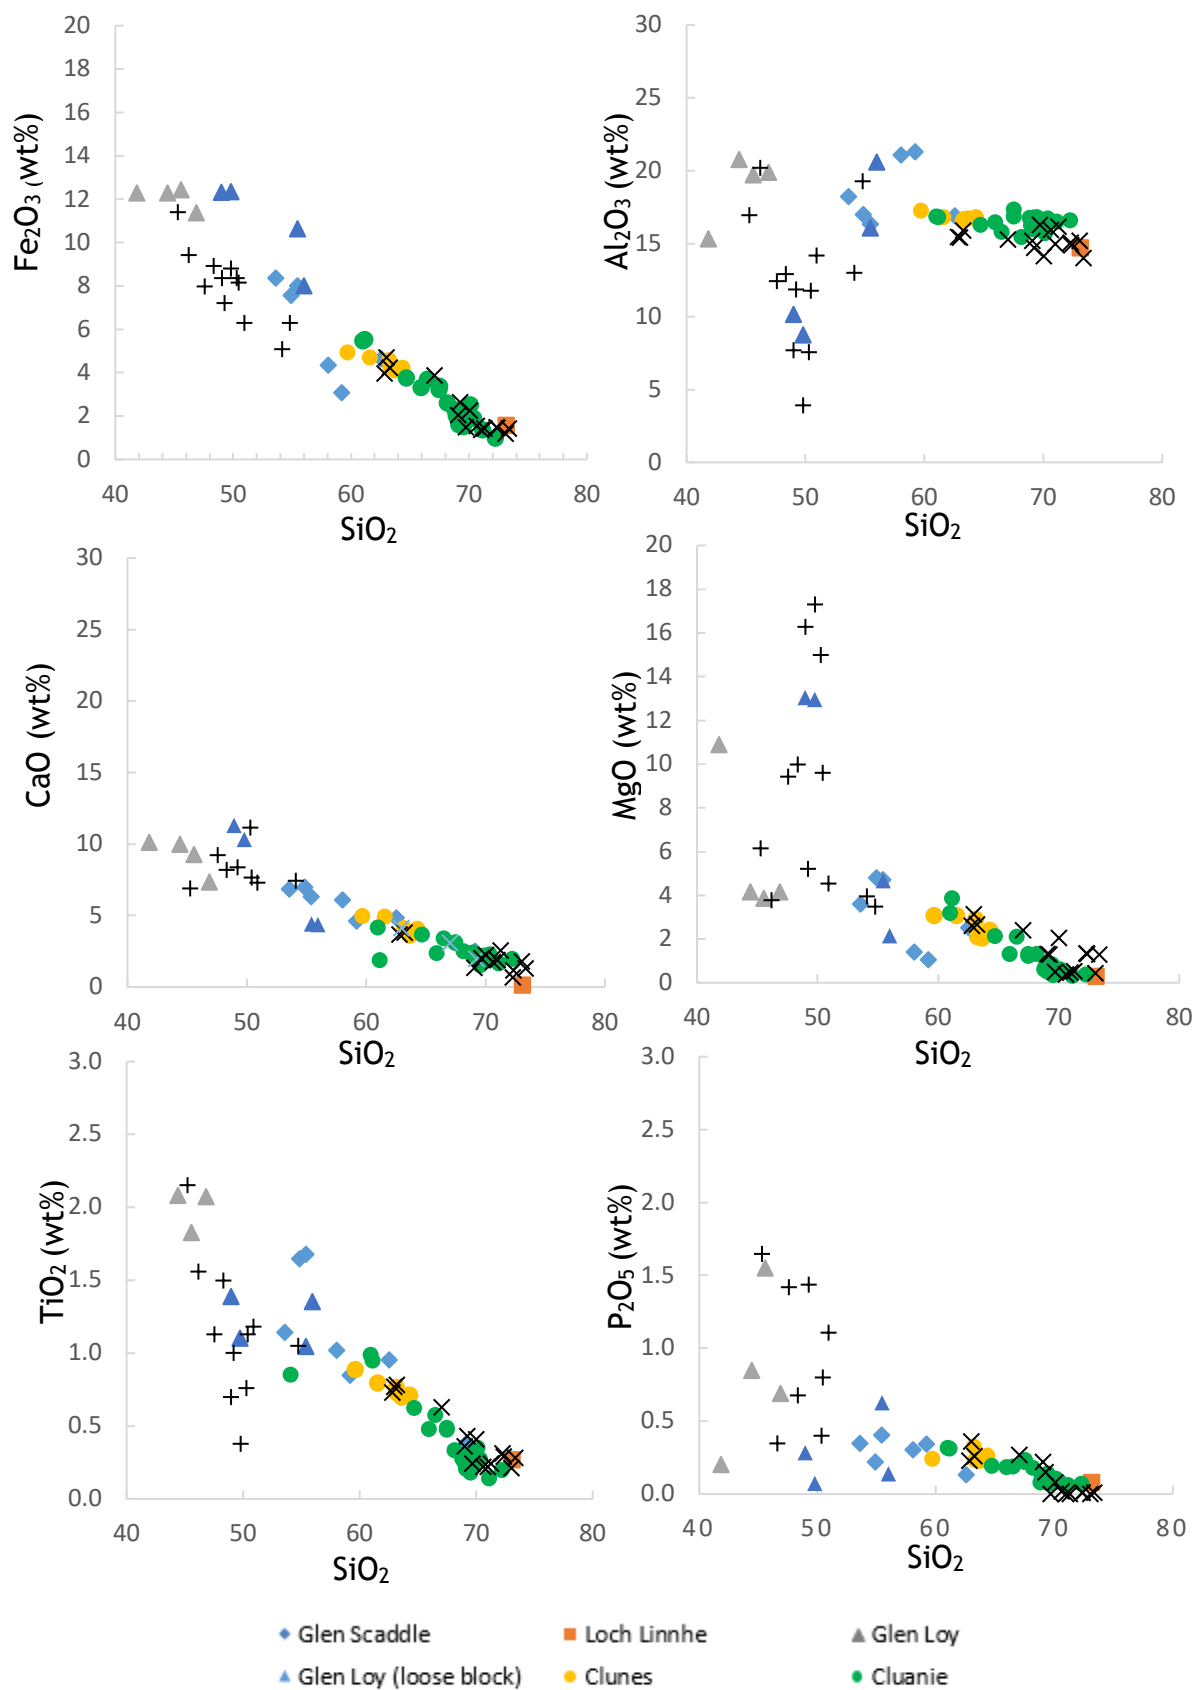 20
18
16
14
12
10
8
6
4
2
0
Fe2O3 (wt%)
40 50 60 70 80
SiO2
30
25
20
15
10
5
0
Al2O3 (wt%)
40 50 60 70 80
SiO2
30
25
20
15
10
5
0
CaO (wt%)
40 50 60 70 80
SiO2
20
18
16
14
12
10
8
6
4
2
0
MgO (wt%)
40 50 60 70 80
SiO2
3.0
2.5
2.0
1.5
1.0
0.5
0.0
TiO2 (wt%)
40 50 60 70 80
SiO2
3.0
2.5
2.0
1.5
1.0
0.5
0.0
P2O5 (wt%)
40 50 60 70 80
SiO2
Glen Scaddle Loch Linnhe Glen Loy
Glen Loy (loose block) Clunes Cluanie